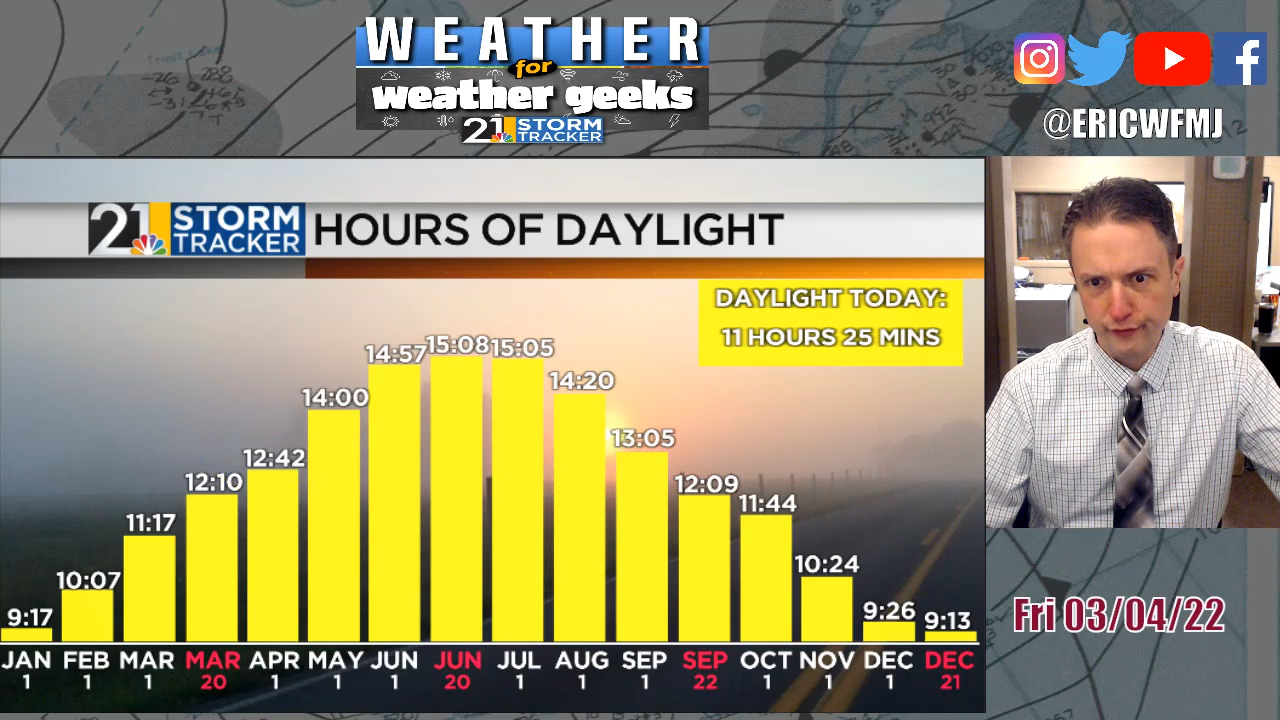 WEATHER
for
weather geeks
21 STORM
TRACKER
@ERICWFMJ
21 STORM
TRACKER
HOURS OF DAYLIGHT
DAYLIGHT TODAY:
11 HOURS 25 MINS
9:17
10:07
11:17
12:10
12:42
14:00
14:57
15:08
15:05
14:20
13:05
12:09
11:44
10:24
9:26
9:13
JAN FEB MAR MAR APR MAY JUN JUN JUL AUG SEP SEP OCT NOV DEC DEC
1 1 1 20 1 1 1 20 1 1 1 22 1 1 1 21
Fri 03/04/22